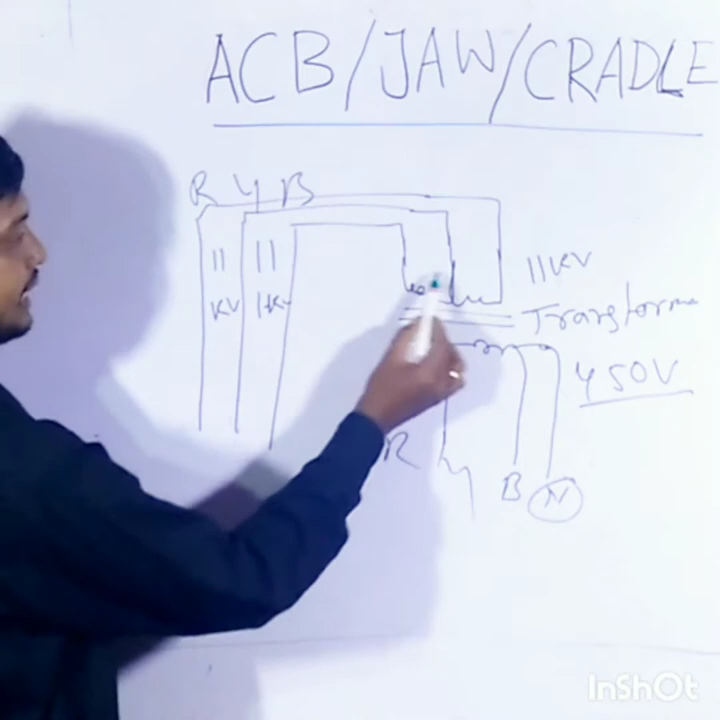 ACB/JAW/CRADLE
R Y B
11 11 11KV
KV KV
Transforme
450V
R Y B N
InShOt